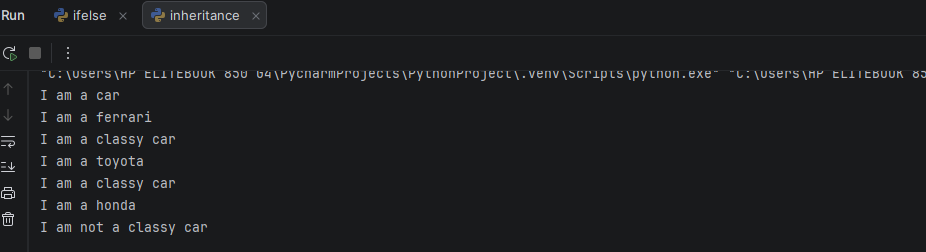 Run ifelse inheritance
"C:\Users\HP ELITEBOOK 850 G4\PycharmProjects\PythonProject\.venv\Scripts\python.exe" "C:\Users\HP ELITEBOOK 85
I am a car
I am a ferrari
I am a classy car
I am a toyota
I am a classy car
I am a honda
I am not a classy car